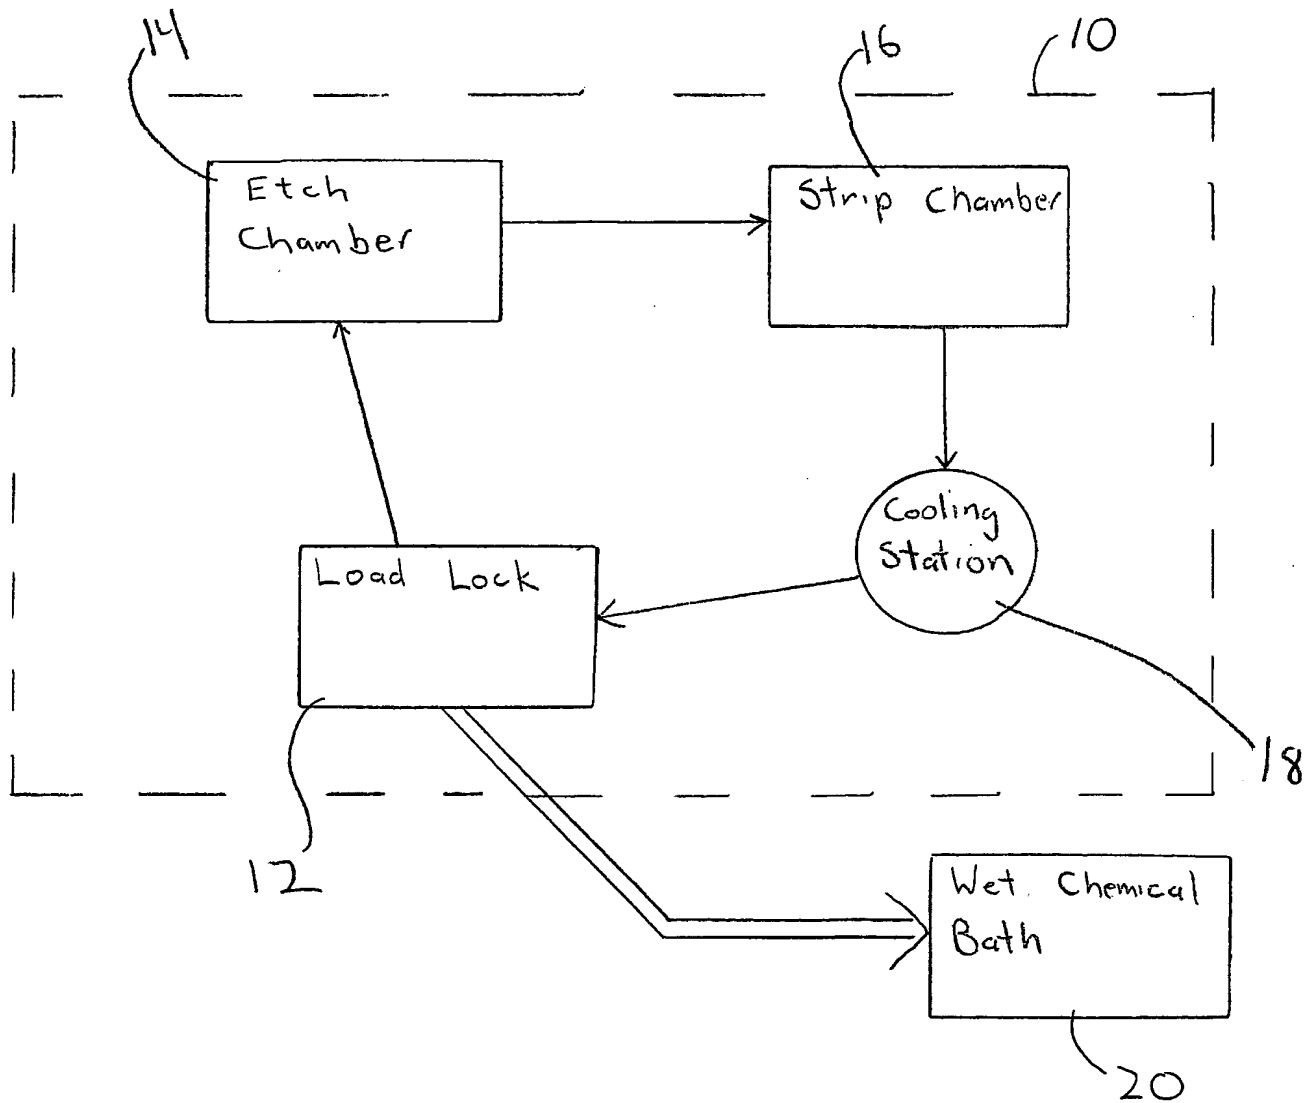 14
16
10
Etch
Chamber
Strip Chamber
Cooling
Station
Load Lock
18
12
Wet Chemical
Bath
20